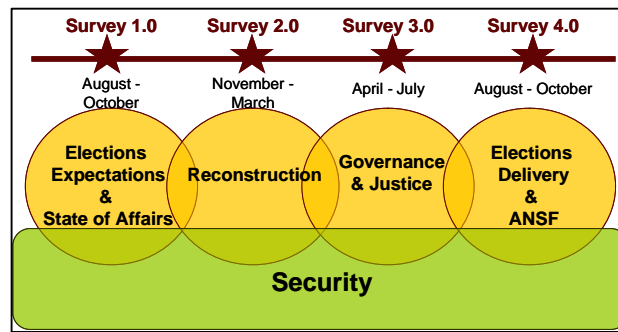 Survey 1.0 Survey 2.0 Survey 3.0 Survey 4.0
August -
October
November -
March
April - July
August - October
Elections
Expectations
&
State of Affairs
Reconstruction
Governance
& Justice
Elections
Delivery
&
ANSF
Security